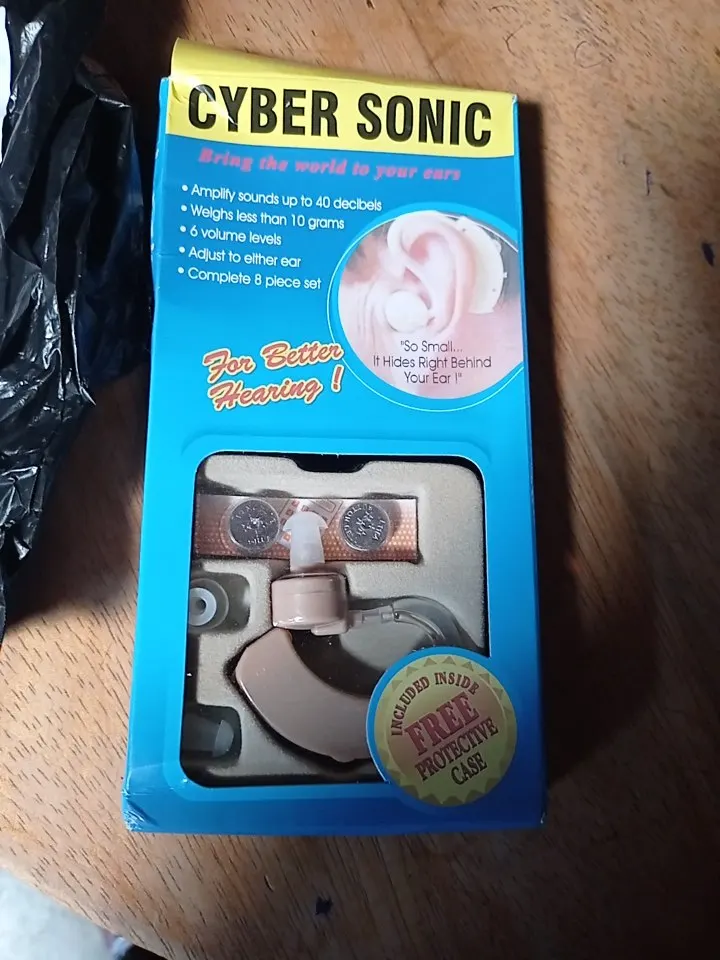 CYBER SONIC
Bring the world to your ears
• Amplify sounds up to 40 decibels
• Weighs less than 10 grams
• 6 volume levels
• Adjust to either ear
• Complete 8 piece set
"So Small...
It Hides Right Behind
Your Ear !"
For Better
Hearing !
INCLUDED INSIDE
FREE
PROTECTIVE
CASE